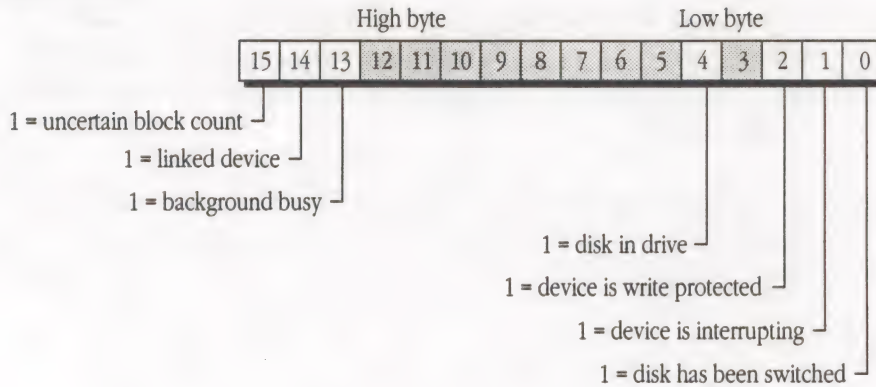 High byte Low byte
15 14 13 12 11 10 9 8 7 6 5 4 3 2 1 0
1 = uncertain block count
1 = linked device
1 = background busy
1 = disk in drive
1 = device is write protected
1 = device is interrupting
1 = disk has been switched